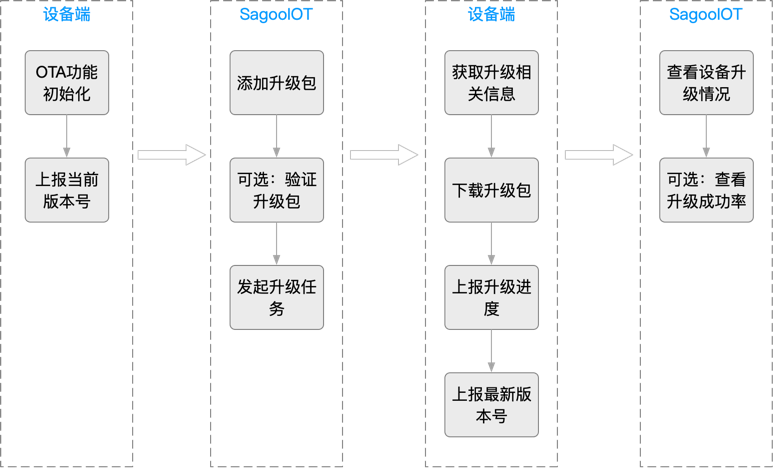 设备端
OTA功能
初始化
上报当前
版本号
SagooIOT
添加升级包
可选：验证
升级包
发起升级任
务
设备端
获取升级相
关信息
下载升级包
上报升级进
度
上报最新版
本号
SagooIOT
查看设备升
级情况
可选：查看
升级成功率